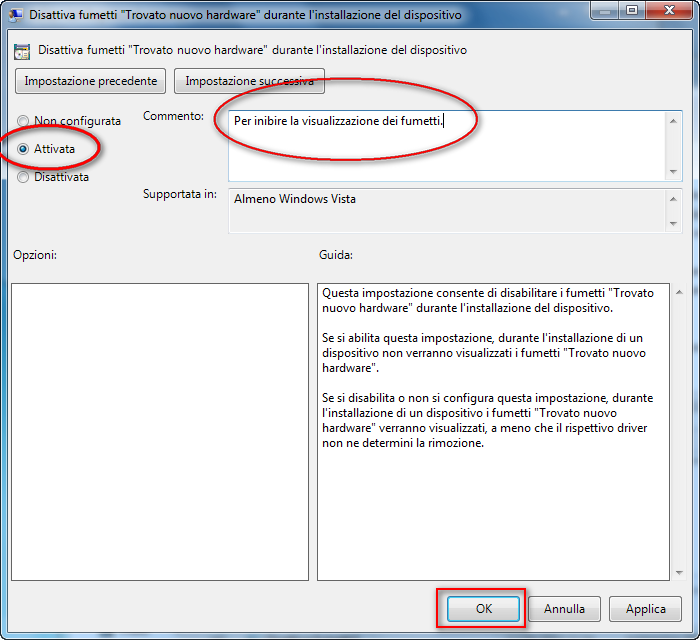 Disattiva fumetti "Trovato nuovo hardware" durante l'installazione del dispositivo
Disattiva fumetti "Trovato nuovo hardware" durante l'installazione del dispositivo
Impostazione precedente
Impostazione successiva
Non configurata
Attivata
Disattivata
Commento:
Per inibire la visualizzazione dei fumetti.
Supportata in:
Almeno Windows Vista
Opzioni:
Guida:
Questa impostazione consente di disabilitare i fumetti "Trovato
nuovo hardware" durante l'installazione del dispositivo.
Se si abilita questa impostazione, durante l'installazione di un
dispositivo non verranno visualizzati i fumetti "Trovato nuovo
hardware".
Se si disabilita o non si configura questa impostazione, durante
l'installazione di un dispositivo i fumetti "Trovato nuovo
hardware" verranno visualizzati, a meno che il rispettivo driver
non ne determini la rimozione.
OK
Annulla
Applica